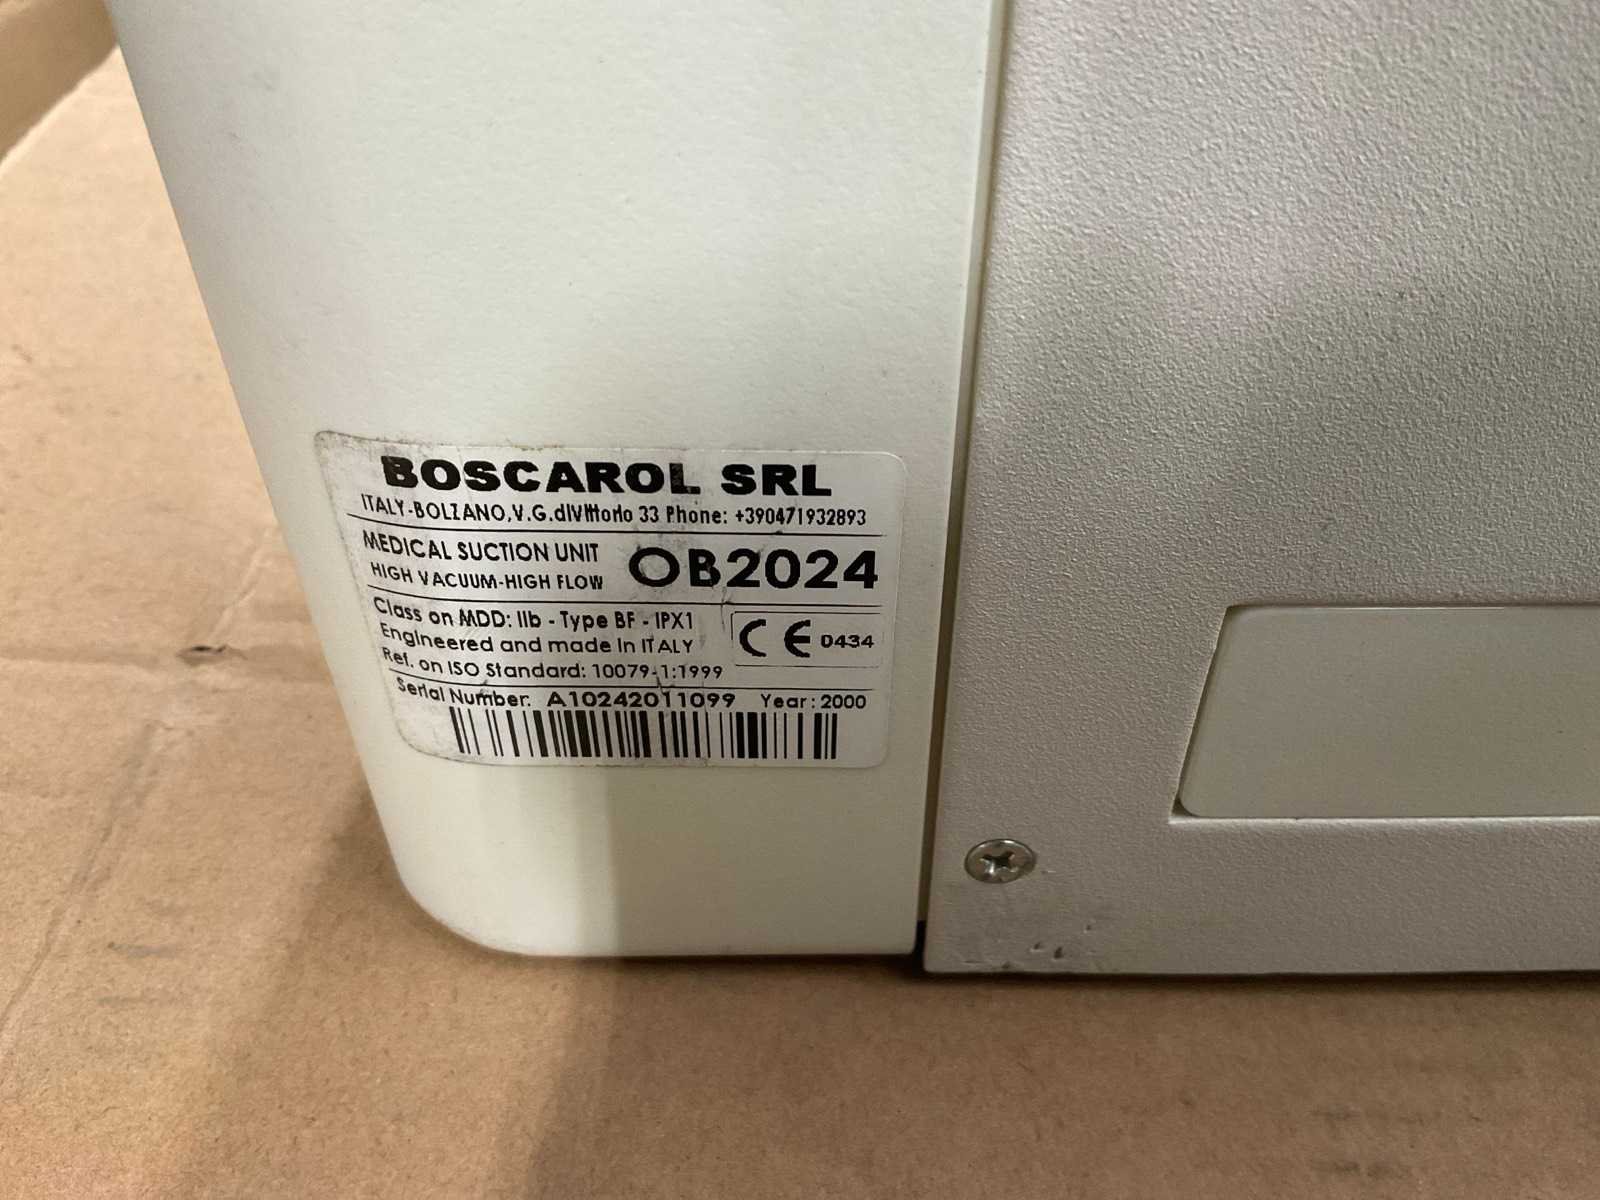 BOSCAROL SRL
ITALY-BOLZANO,V.G.diVittorio 33 Phone: +390471932893
MEDICAL SUCTION UNIT
HIGH VACUUM-HIGH FLOW
OB2024
Class on MDD: IIb - Type BF - IPX1
Engineered and made in ITALY
Ref. on ISO Standard: 10079-1:1999
CE 0434
Serial Number: A10242011099 Year: 2000